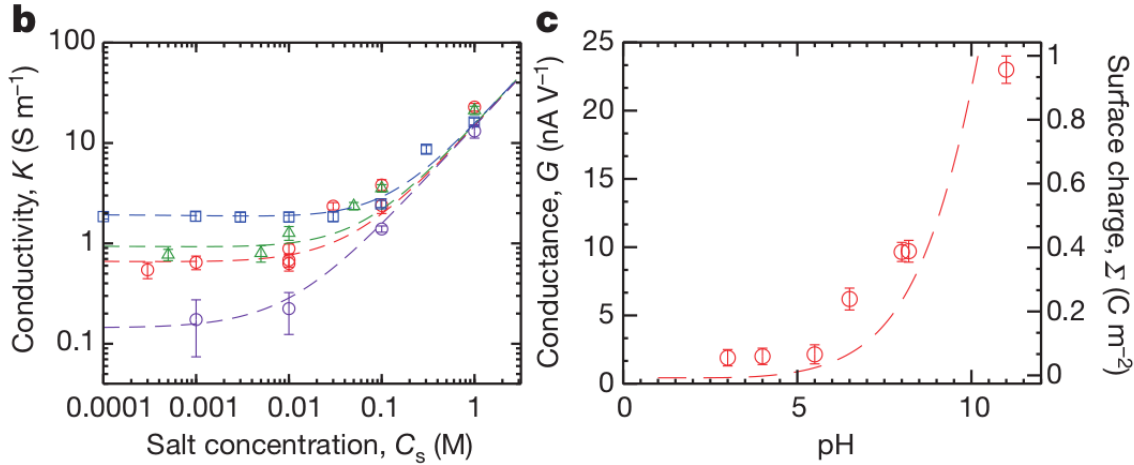 b
100
10
1
0.1
Conductivity, K (S m⁻¹)
0.0001 0.001 0.01 0.1 1
Salt concentration, Cₛ (M)
c
25
20
15
10
5
0
Conductance, G (nA V⁻¹)
0 5 10
pH
1
0.8
0.6
0.4
0.2
0
Surface charge, Σ (C m⁻²)